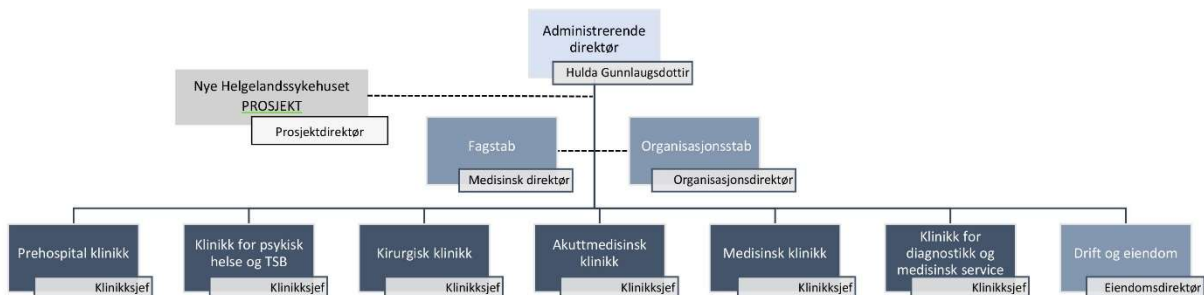 Administrerende
direktør
Hulda Gunnlaugsdottir
Nye Helgelandssykehuset
PROSJEKT
Prosjektdirektør
Fagstab
Medisinsk direktør
Organisasjonsstab
Organisasjonsdirektør
Prehospital klinikk
Klinikksjef
Klinikk for psykisk
helse og TSB
Klinikksjef
Kirurgisk klinikk
Klinikksjef
Akuttmedisinsk
klinikk
Klinikksjef
Medisinsk klinikk
Klinikksjef
Klinikk for
diagnostikk og
medisinsk service
Klinikksjef
Drift og eiendom
Eiendomsdirektør